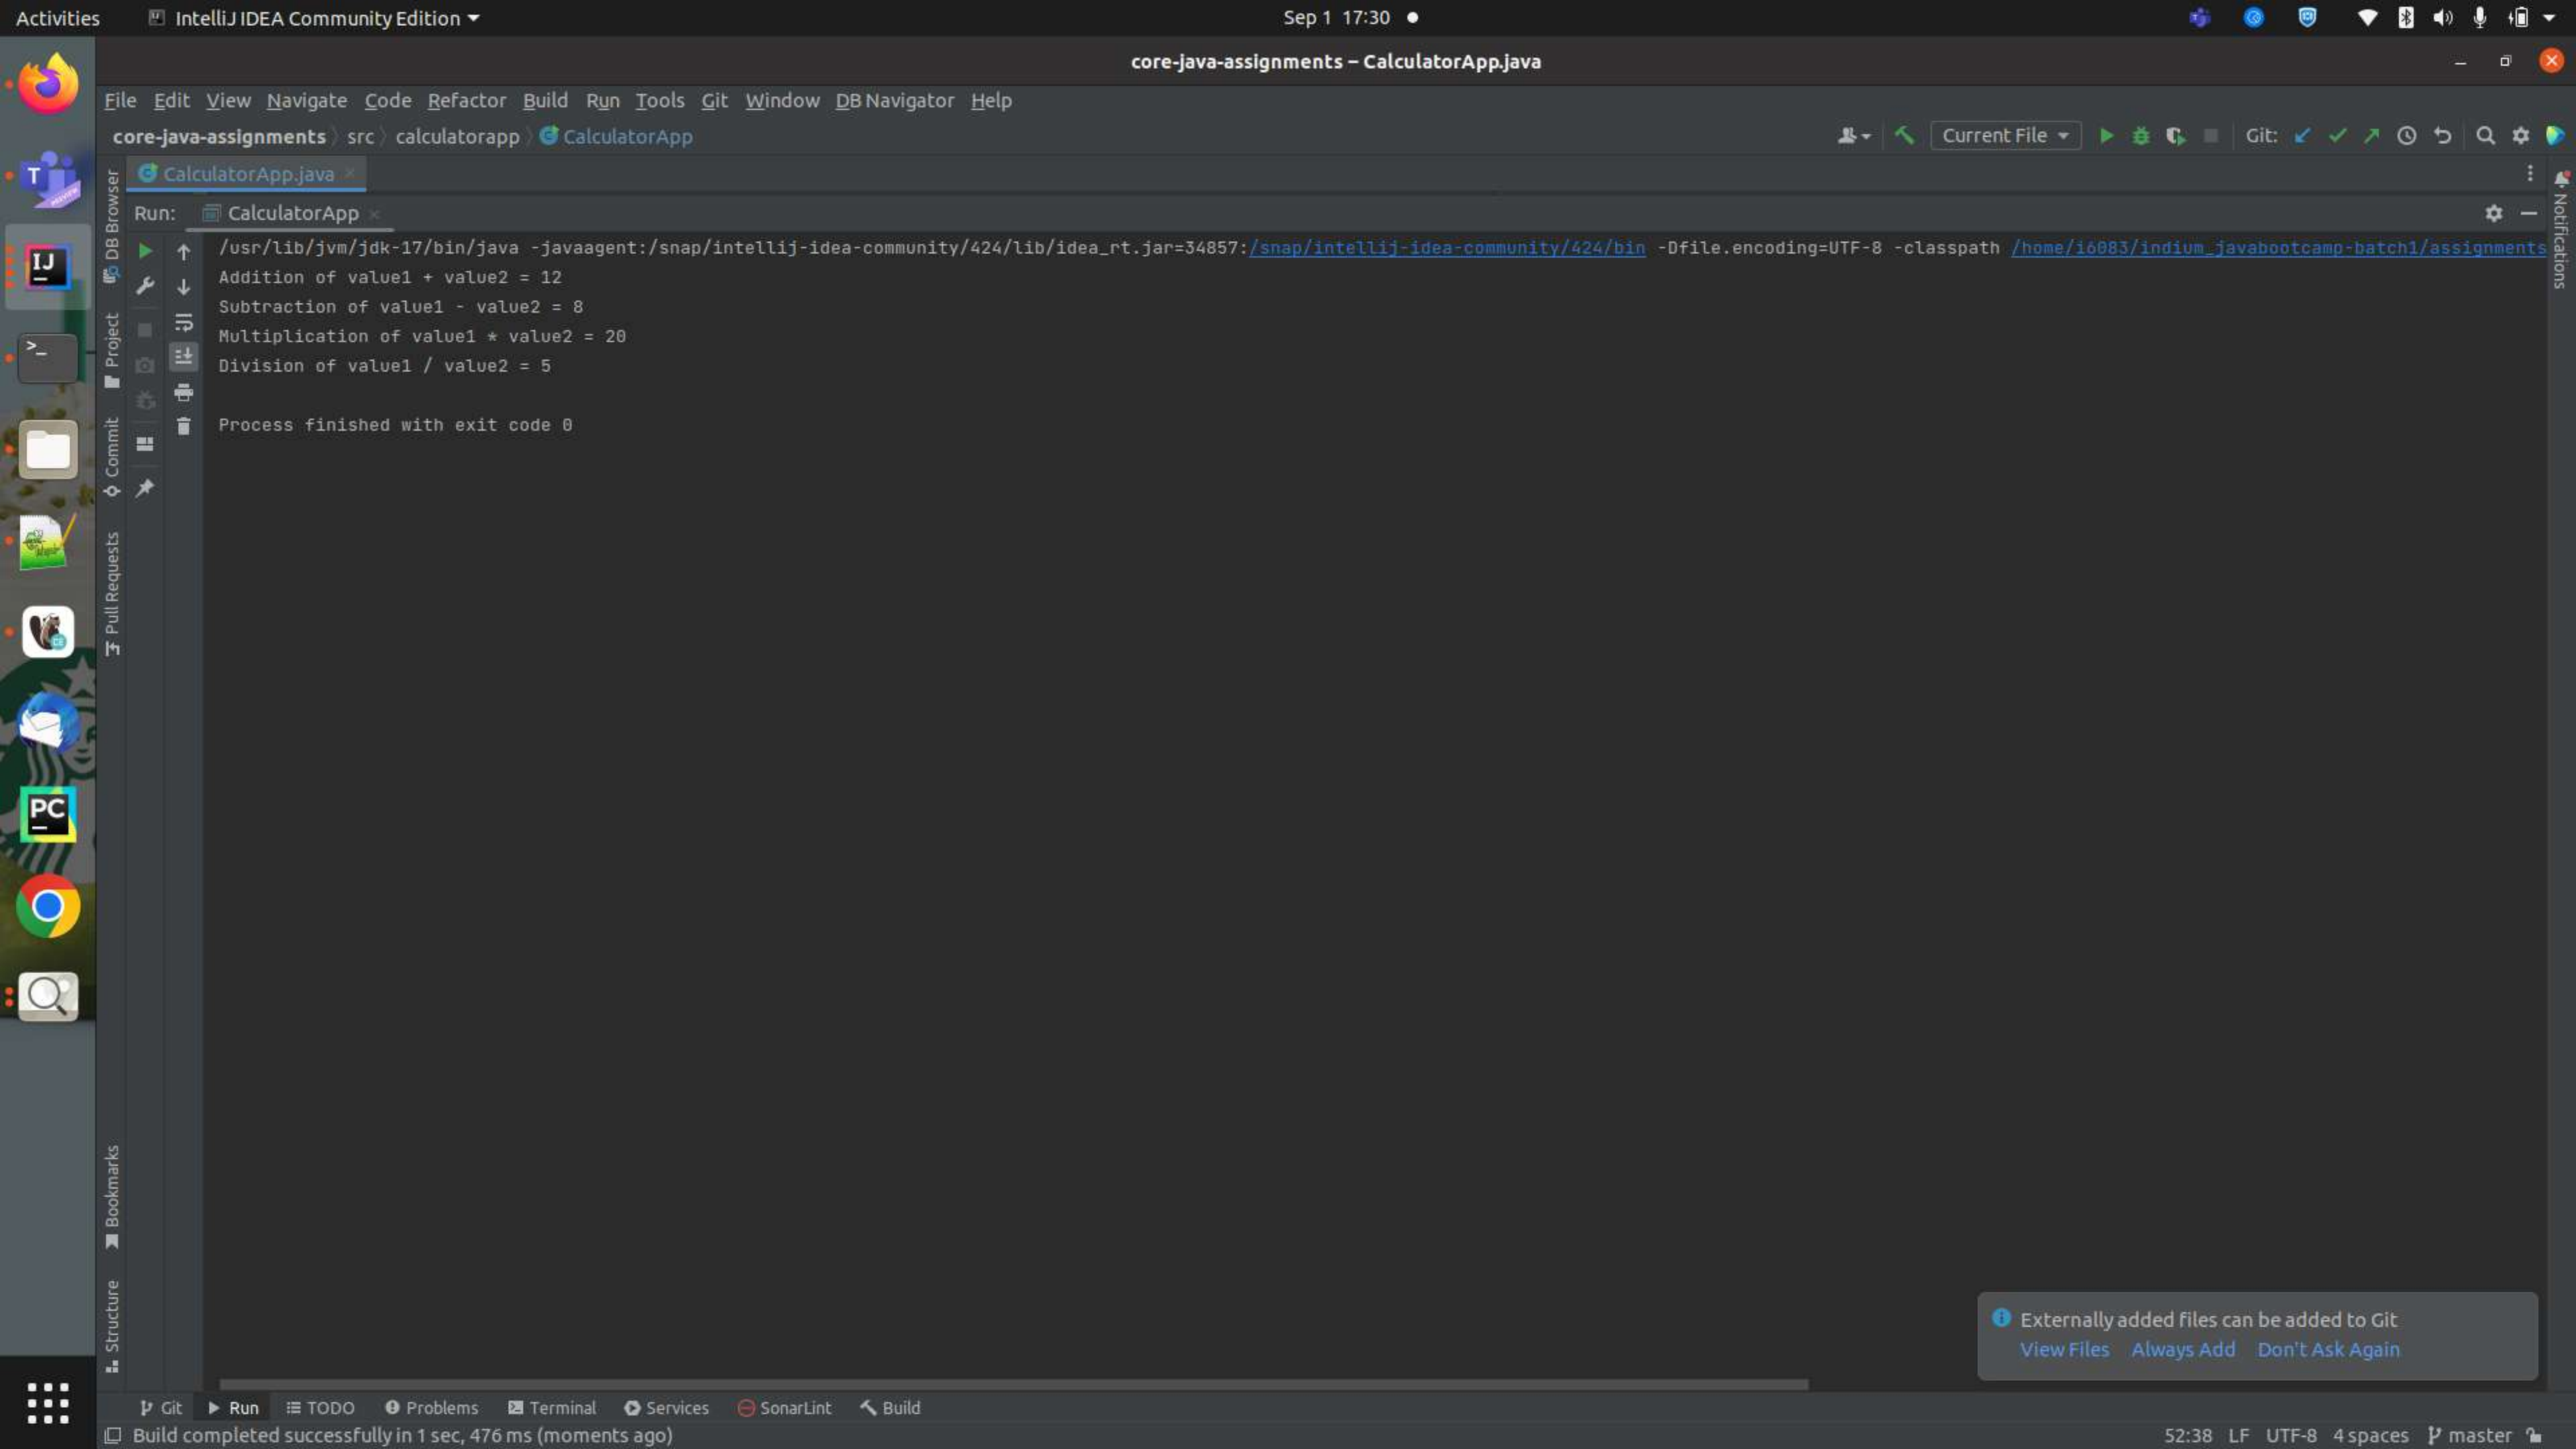 Activities IntelliJ IDEA Community Edition Sep 1 17:30
core-java-assignments – CalculatorApp.java
File Edit View Navigate Code Refactor Build Run Tools Git Window DB Navigator Help
core-java-assignments src calculatorapp CalculatorApp Current File Git:
CalculatorApp.java
Run: CalculatorApp
/usr/lib/jvm/jdk-17/bin/java -javaagent:/snap/intellij-idea-community/424/lib/idea_rt.jar=34857:/snap/intellij-idea-community/424/bin -Dfile.encoding=UTF-8 -classpath /home/i6083/indium_javabootcamp-batch1/assignments
Addition of value1 + value2 = 12
Subtraction of value1 - value2 = 8
Multiplication of value1 * value2 = 20
Division of value1 / value2 = 5
Process finished with exit code 0
DB Browser
Project
Commit
Pull Requests
Bookmarks
Structure
Notifications
T
PREVIEW
IJ
>_
CE
PC
Externally added files can be added to Git
View Files Always Add Don't Ask Again
Git Run TODO Problems Terminal Services SonarLint Build
Build completed successfully in 1 sec, 476 ms (moments ago) 52:38 LF UTF-8 4 spaces master